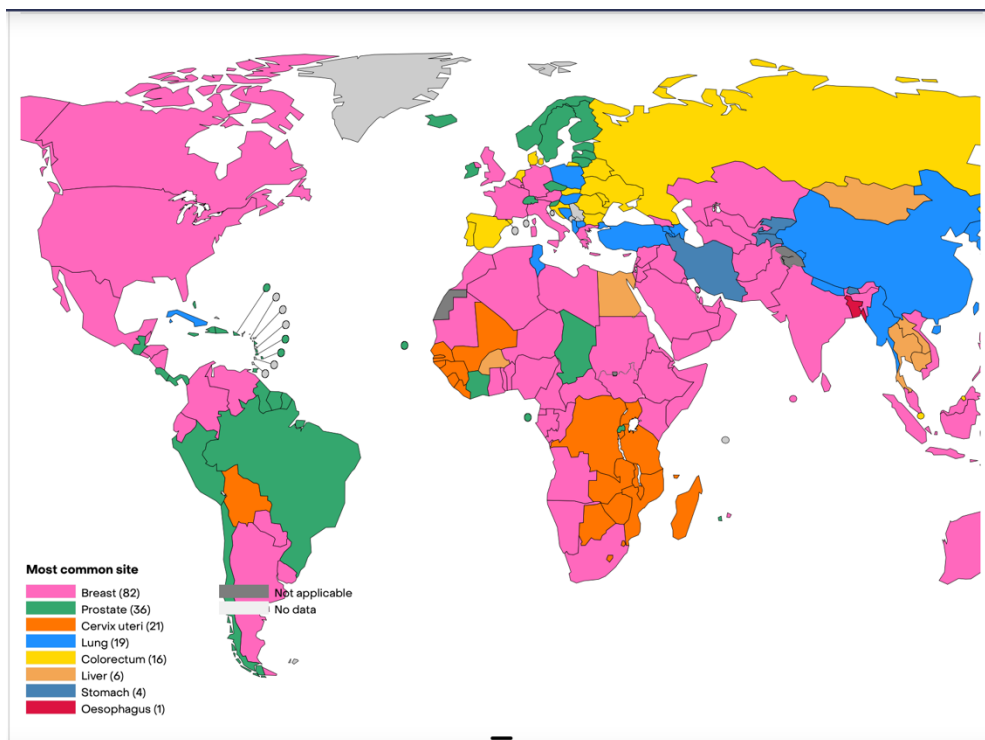 Most common site
Breast (82)
Prostate (36)
Cervix uteri (21)
Lung (19)
Colorectum (16)
Liver (6)
Stomach (4)
Oesophagus (1)
Not applicable
No data